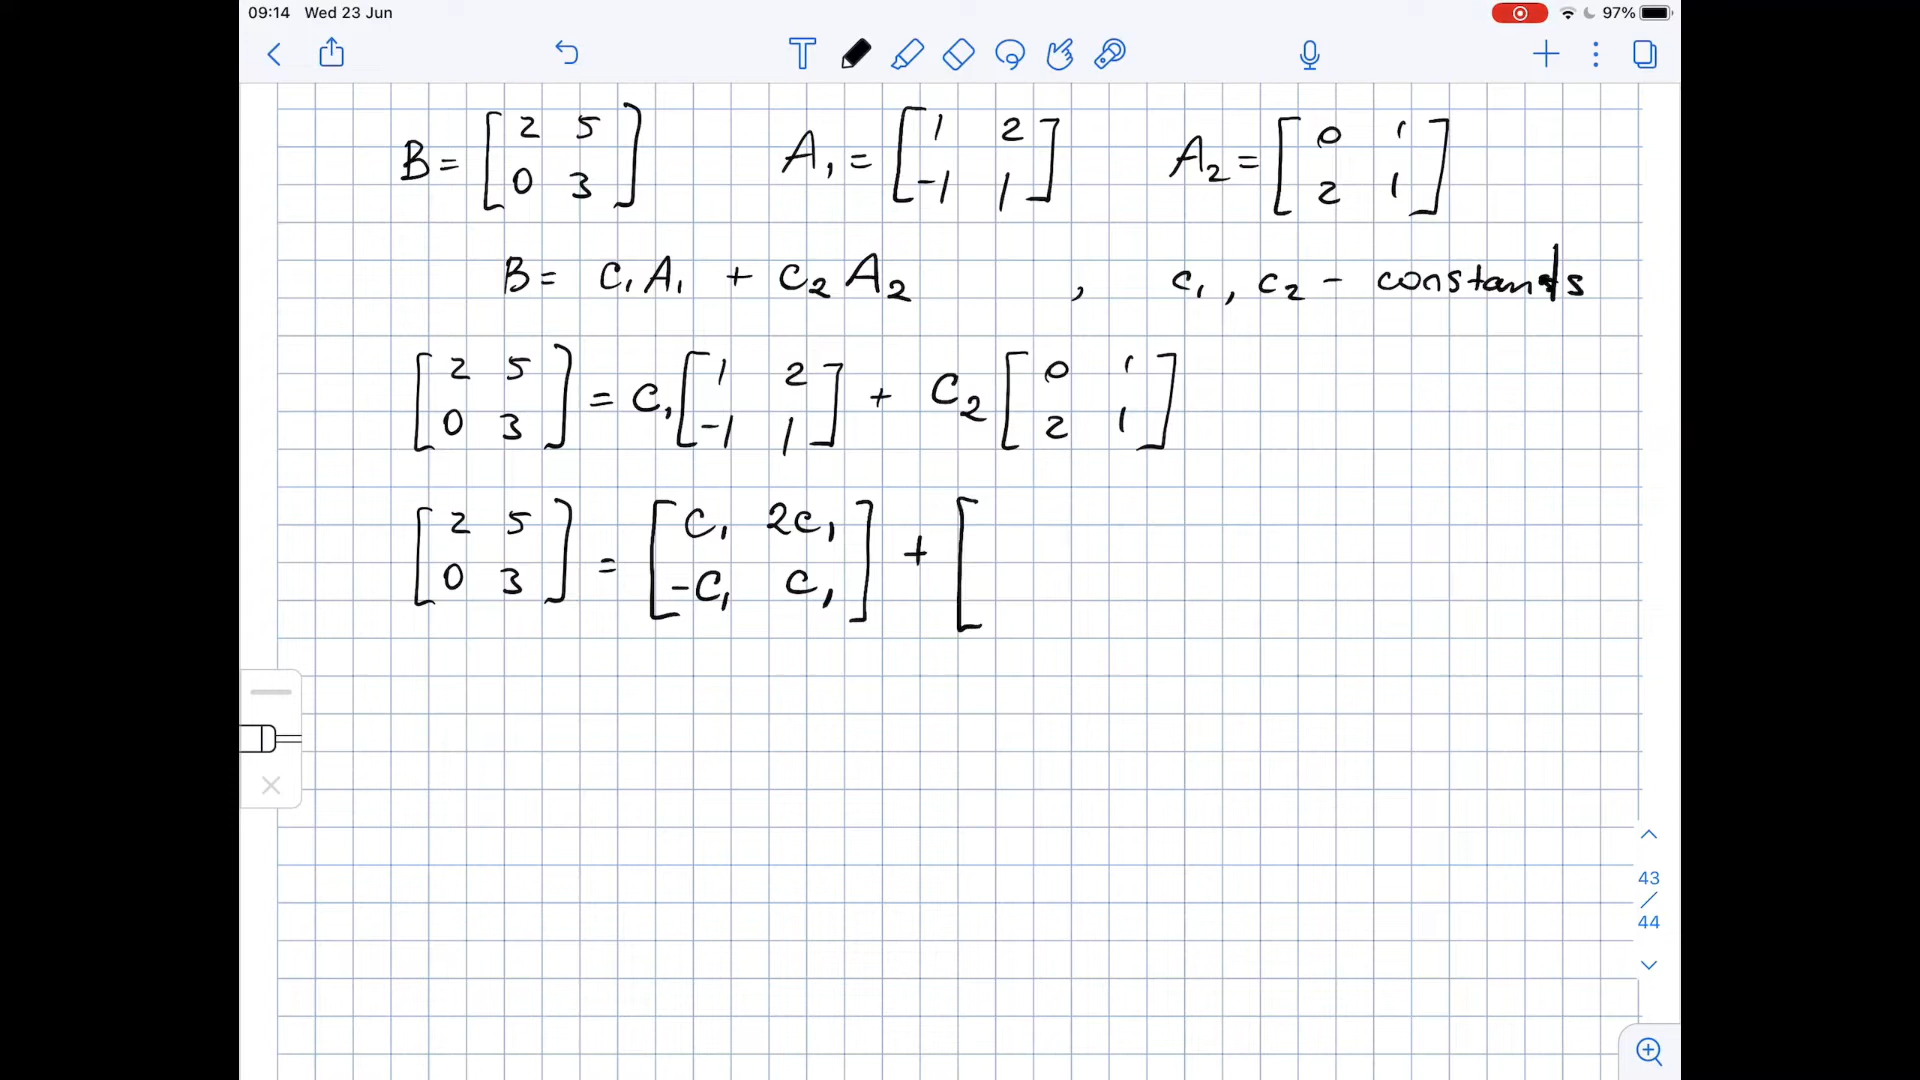 09:14 Wed 23 Jun 97%
T
B = [ 2 5 ] A₁ = [ 1 2 ] A₂ = [ 0 1 ]
[ 0 3 ] [ -1 1 ] [ 2 1 ]
B = c₁A₁ + c₂A₂ , c₁, c₂ - constants
[ 2 5 ] = c₁ [ 1 2 ] + c₂ [ 0 1 ]
[ 0 3 ] [ -1 1 ] [ 2 1 ]
[ 2 5 ] = [ c₁ 2c₁ ] + [
[ 0 3 ] [ -c₁ c₁ ]
43
/
44